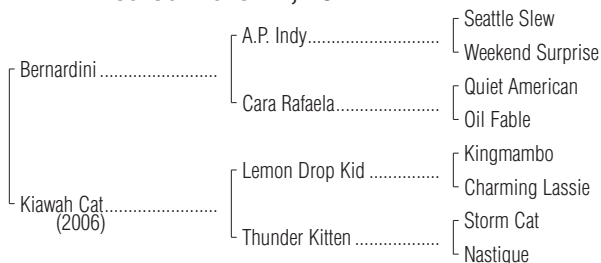 Seattle Slew
A.P. Indy........................................
Weekend Surprise
Bernardini ....................................
Quiet American
Cara Rafaela...................................
Oil Fable
Kingmambo
Lemon Drop Kid .......................
Charming Lassie
Kiawah Cat...................................
(2006)
Storm Cat
Thunder Kitten ..........................
Nastique